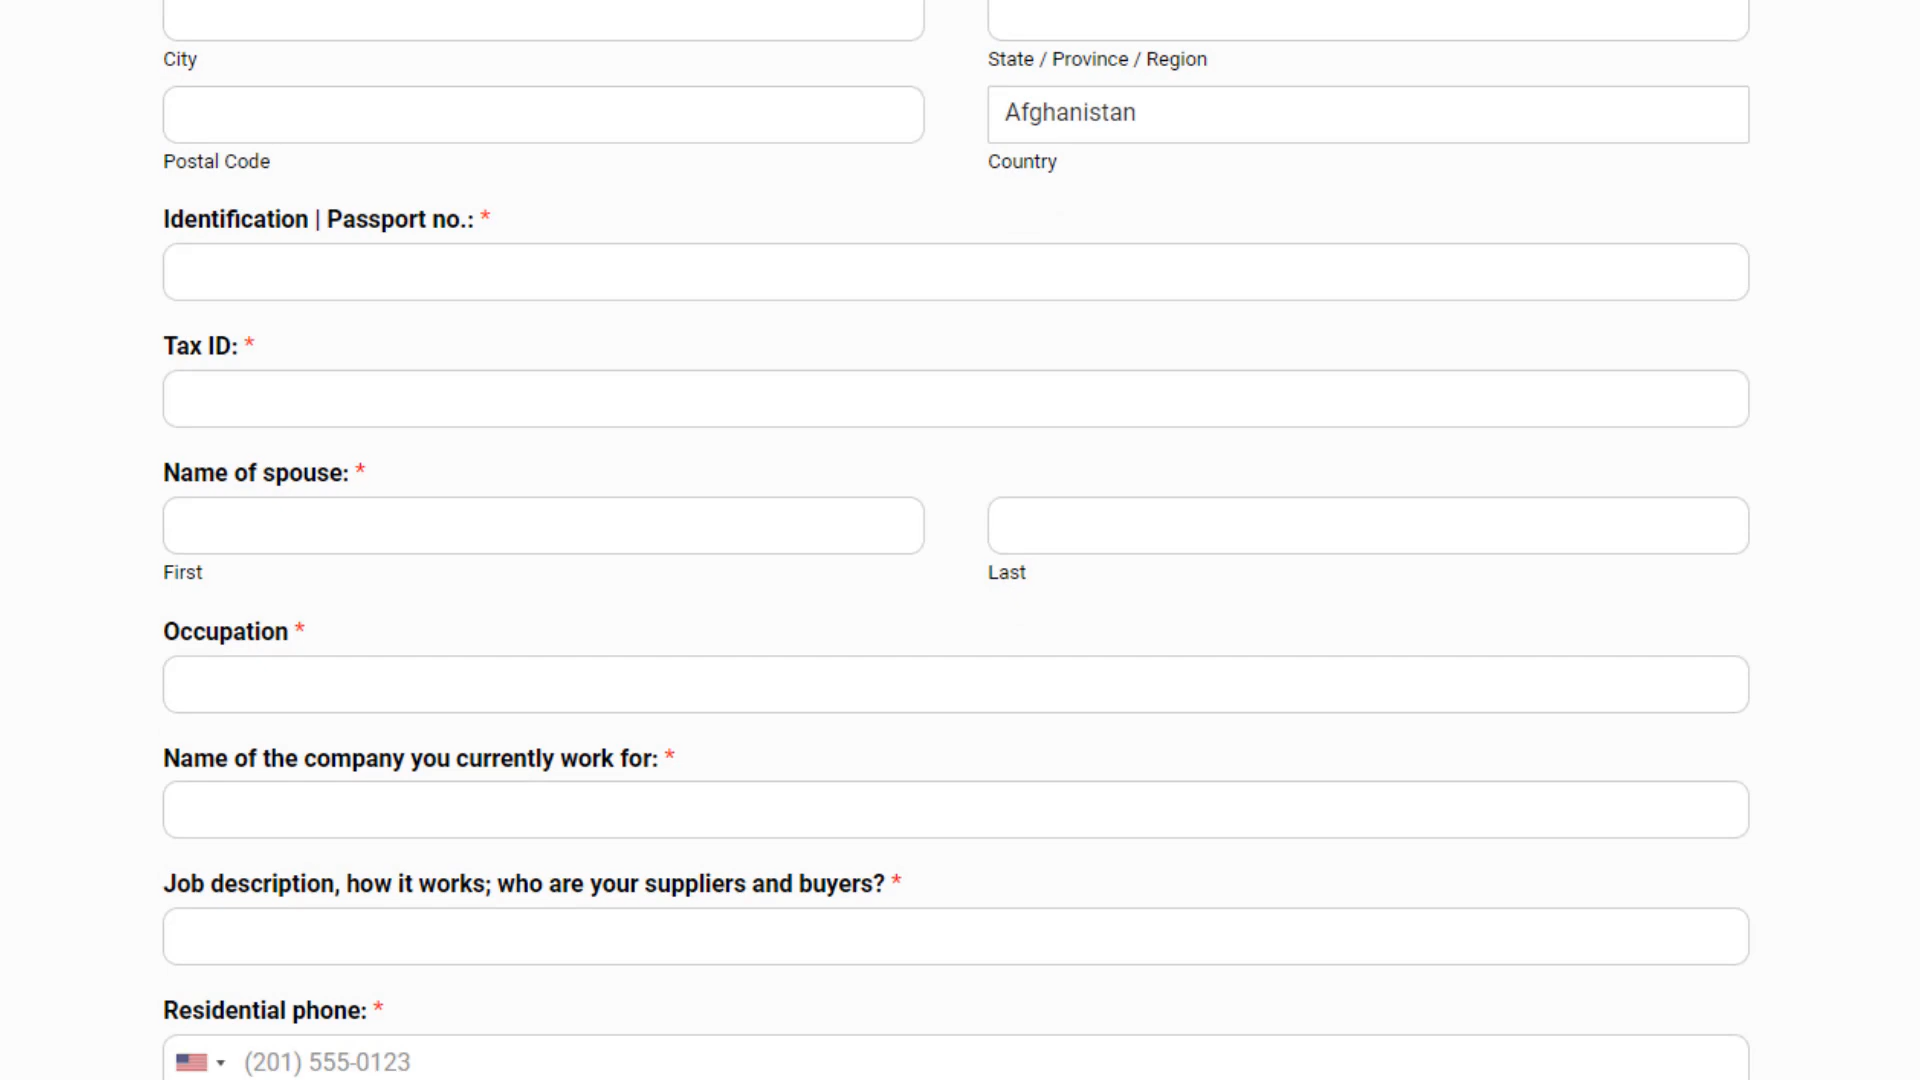 City
State / Province / Region
Afghanistan
Postal Code
Country
Identification | Passport no.: *
Tax ID: *
Name of spouse: *
First
Last
Occupation *
Name of the company you currently work for: *
Job description, how it works; who are your suppliers and buyers? *
Residential phone: *
(201) 555-0123